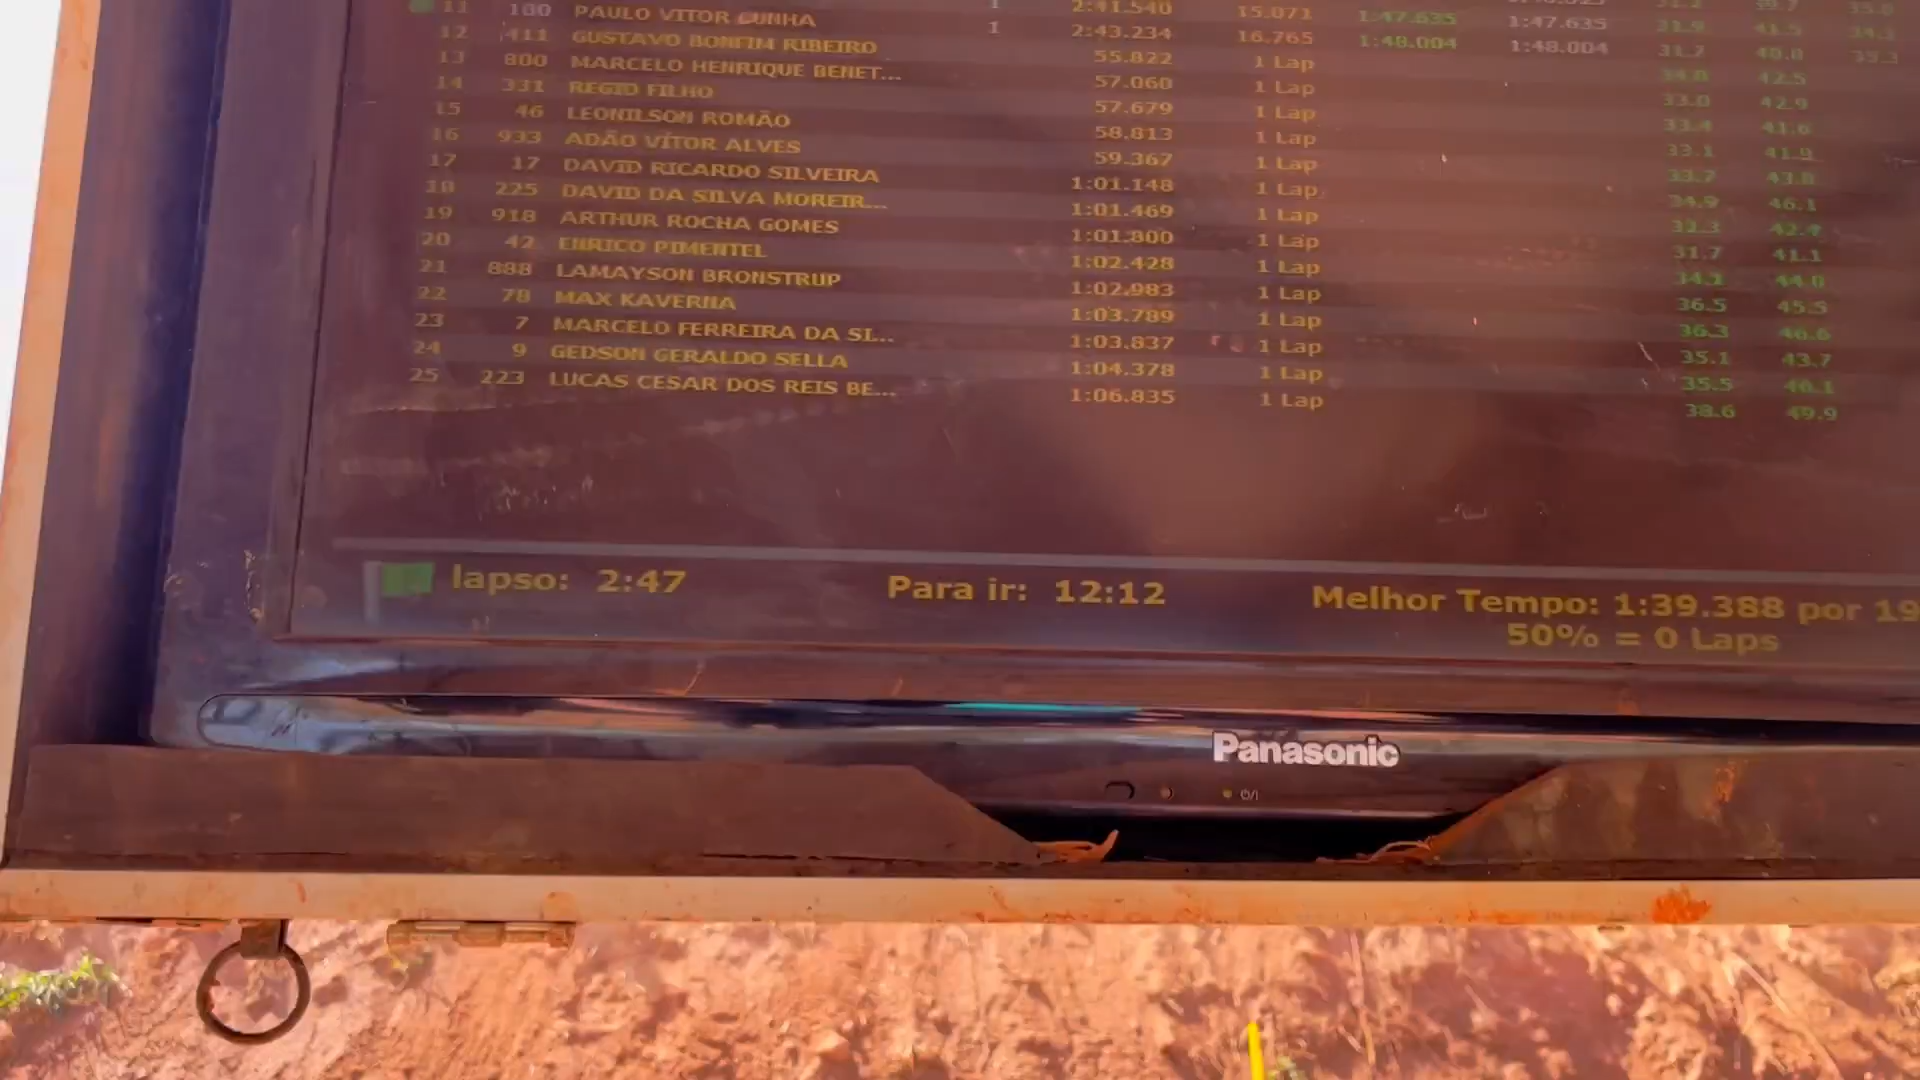 11 100 PAULO VITOR CUNHA 1 2:41.540 15.071 1:47.635 1:47.635 31.9 41.5
12 411 GUSTAVO BONFIM RIBEIRO 1 2:43.234 16.765 1:48.004 1:48.004 31.7 40.0 35.3
13 800 MARCELO HENRIQUE BENET... 55.822 1 Lap 34.0 42.5
14 331 REGIO FILHO 57.060 1 Lap 33.0 42.9
15 46 LEONILSON ROMÃO 57.679 1 Lap 33.4 41.6
16 933 ADÃO VÍTOR ALVES 58.813 1 Lap 33.1 41.9
17 17 DAVID RICARDO SILVEIRA 59.367 1 Lap 33.7 43.0
18 225 DAVID DA SILVA MOREIR... 1:01.148 1 Lap 34.9 46.1
19 918 ARTHUR ROCHA GOMES 1:01.469 1 Lap 32.3 42.4
20 42 ENRICO PIMENTEL 1:01.800 1 Lap 31.7 41.1
21 888 LAMAYSON BRONSTRUP 1:02.428 1 Lap 34.1 44.0
22 78 MAX KAVERNA 1:02.983 1 Lap 36.5 45.5
23 7 MARCELO FERREIRA DA SI... 1:03.789 1 Lap 36.3 46.6
24 9 GEDSON GERALDO SELLA 1:03.837 1 Lap 35.1 43.7
25 223 LUCAS CESAR DOS REIS BE... 1:04.378 1 Lap 35.5 46.1
1:06.835 1 Lap 38.6 49.9
lapso: 2:47 Para ir: 12:12 Melhor Tempo: 1:39.388 por 19
50% = 0 Laps
Panasonic